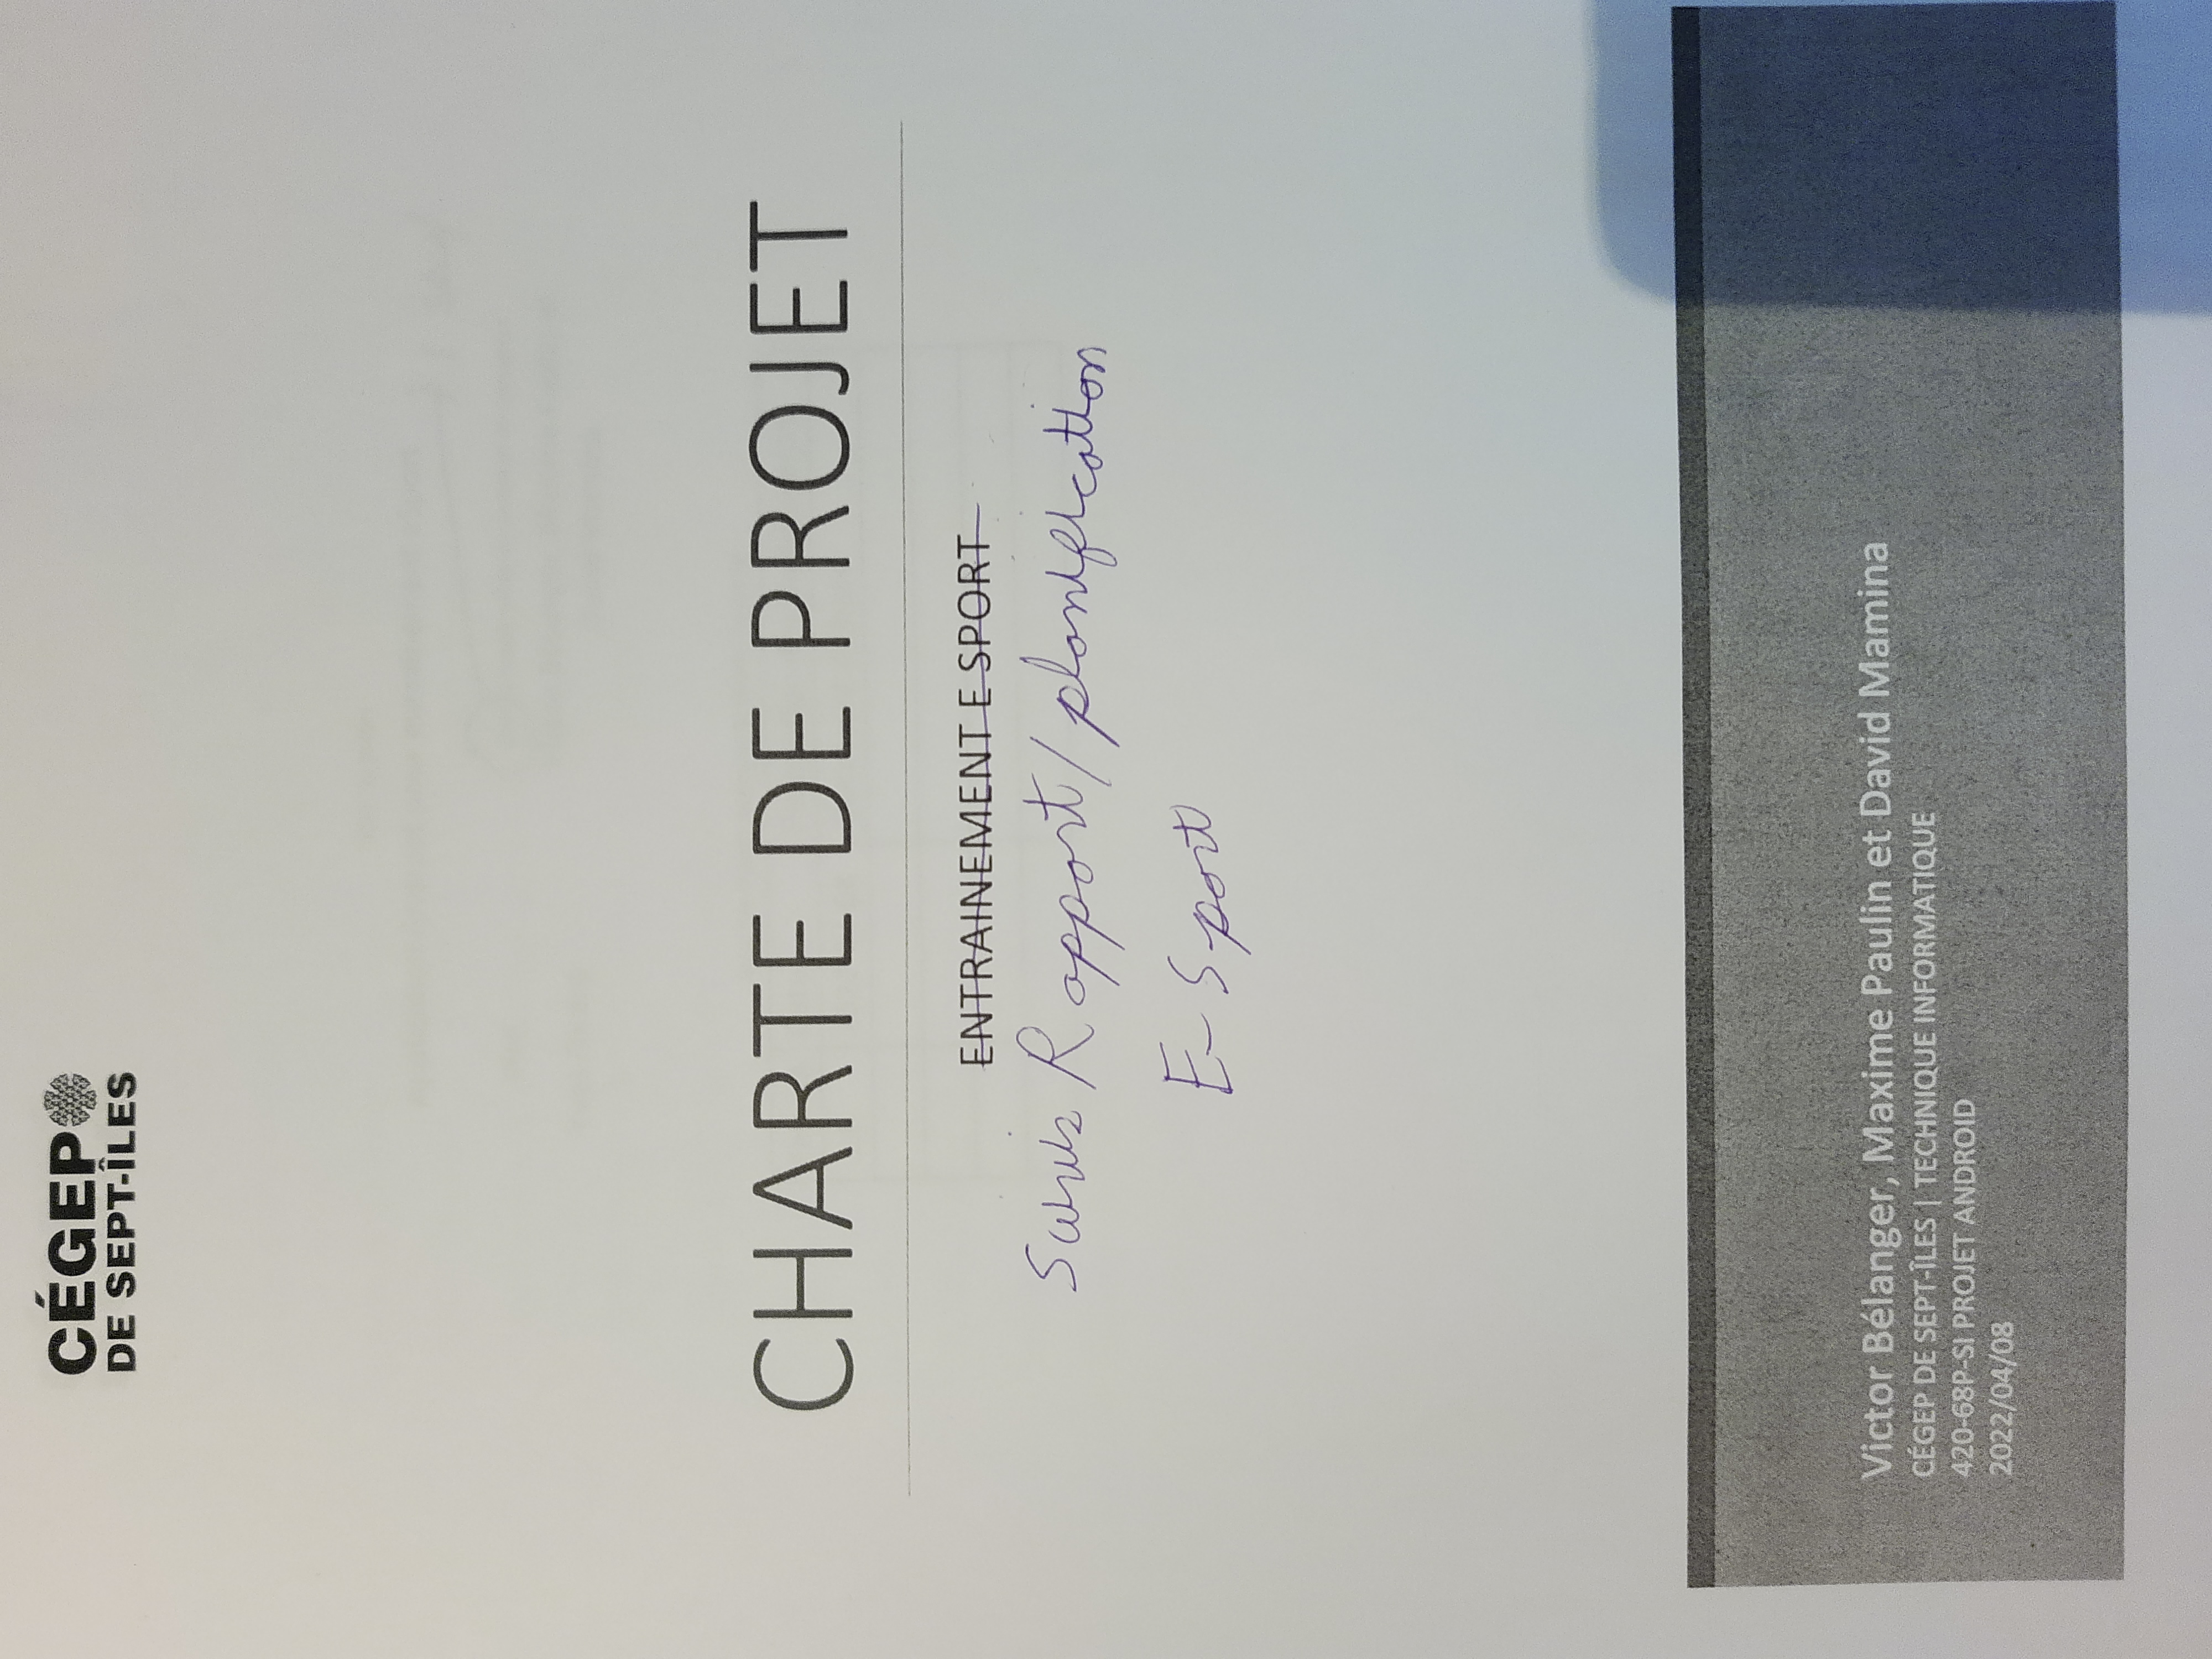 CÉGEP
DE SEPT-ÎLES
CHARTE DE PROJET
ENTRAINEMENT E SPORT
Suivis Rapport/planification
E-Sport
Victor Bélanger, Maxime Paulin et David Mamina
CÉGEP DE SEPT-ÎLES | TECHNIQUE INFORMATIQUE
420-68P-SI PROJET ANDROID
2022/04/08